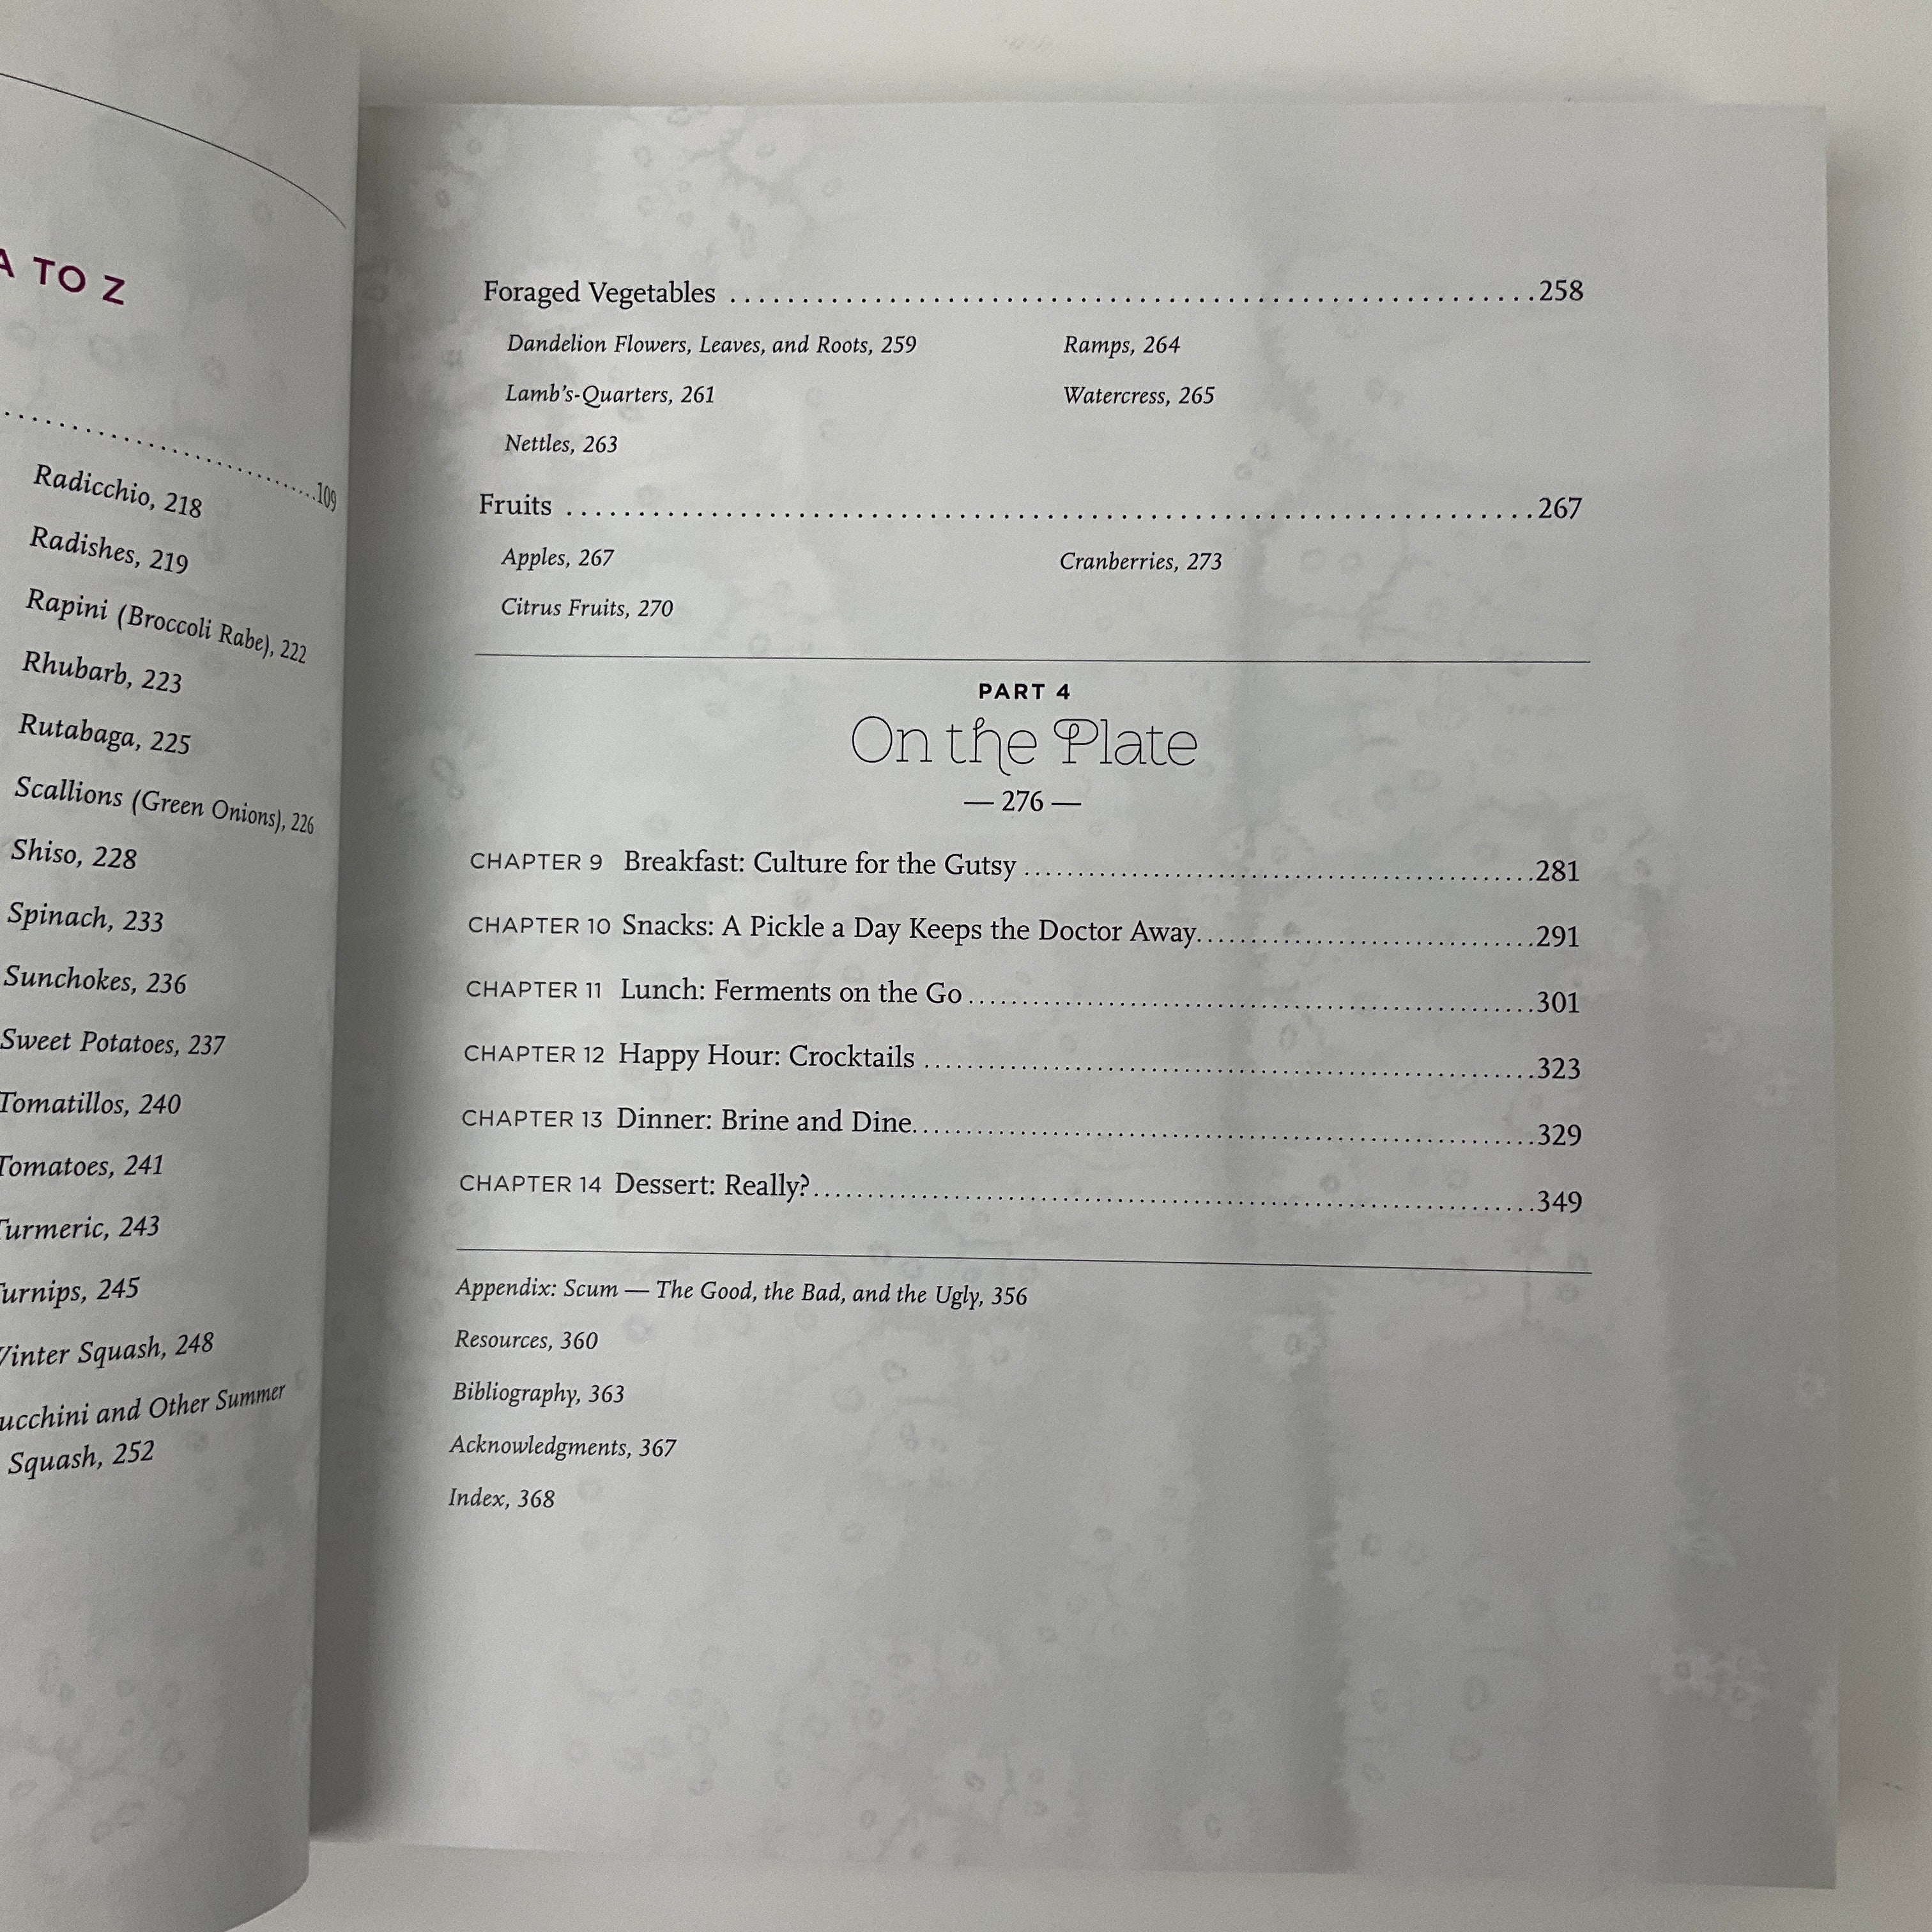 A TO Z
....109
Radicchio, 218
Radishes, 219
Rapini (Broccoli Rabe), 222
Rhubarb, 223
Rutabaga, 225
Scallions (Green Onions), 226
Shiso, 228
Spinach, 233
Sunchokes, 236
Sweet Potatoes, 237
Tomatillos, 240
Tomatoes, 241
Turmeric, 243
urnips, 245
Winter Squash, 248
ucchini and Other Summer
Squash, 252
Foraged Vegetables ....258
Dandelion Flowers, Leaves, and Roots, 259
Lamb's-Quarters, 261
Nettles, 263
Ramps, 264
Watercress, 265
Fruits ....267
Apples, 267
Citrus Fruits, 270
Cranberries, 273
PART 4
On the Plate
— 276 —
CHAPTER 9 Breakfast: Culture for the Gutsy ....281
CHAPTER 10 Snacks: A Pickle a Day Keeps the Doctor Away....291
CHAPTER 11 Lunch: Ferments on the Go ....301
CHAPTER 12 Happy Hour: Crocktails ....323
CHAPTER 13 Dinner: Brine and Dine....329
CHAPTER 14 Dessert: Really?....349
Appendix: Scum — The Good, the Bad, and the Ugly, 356
Resources, 360
Bibliography, 363
Acknowledgments, 367
Index, 368